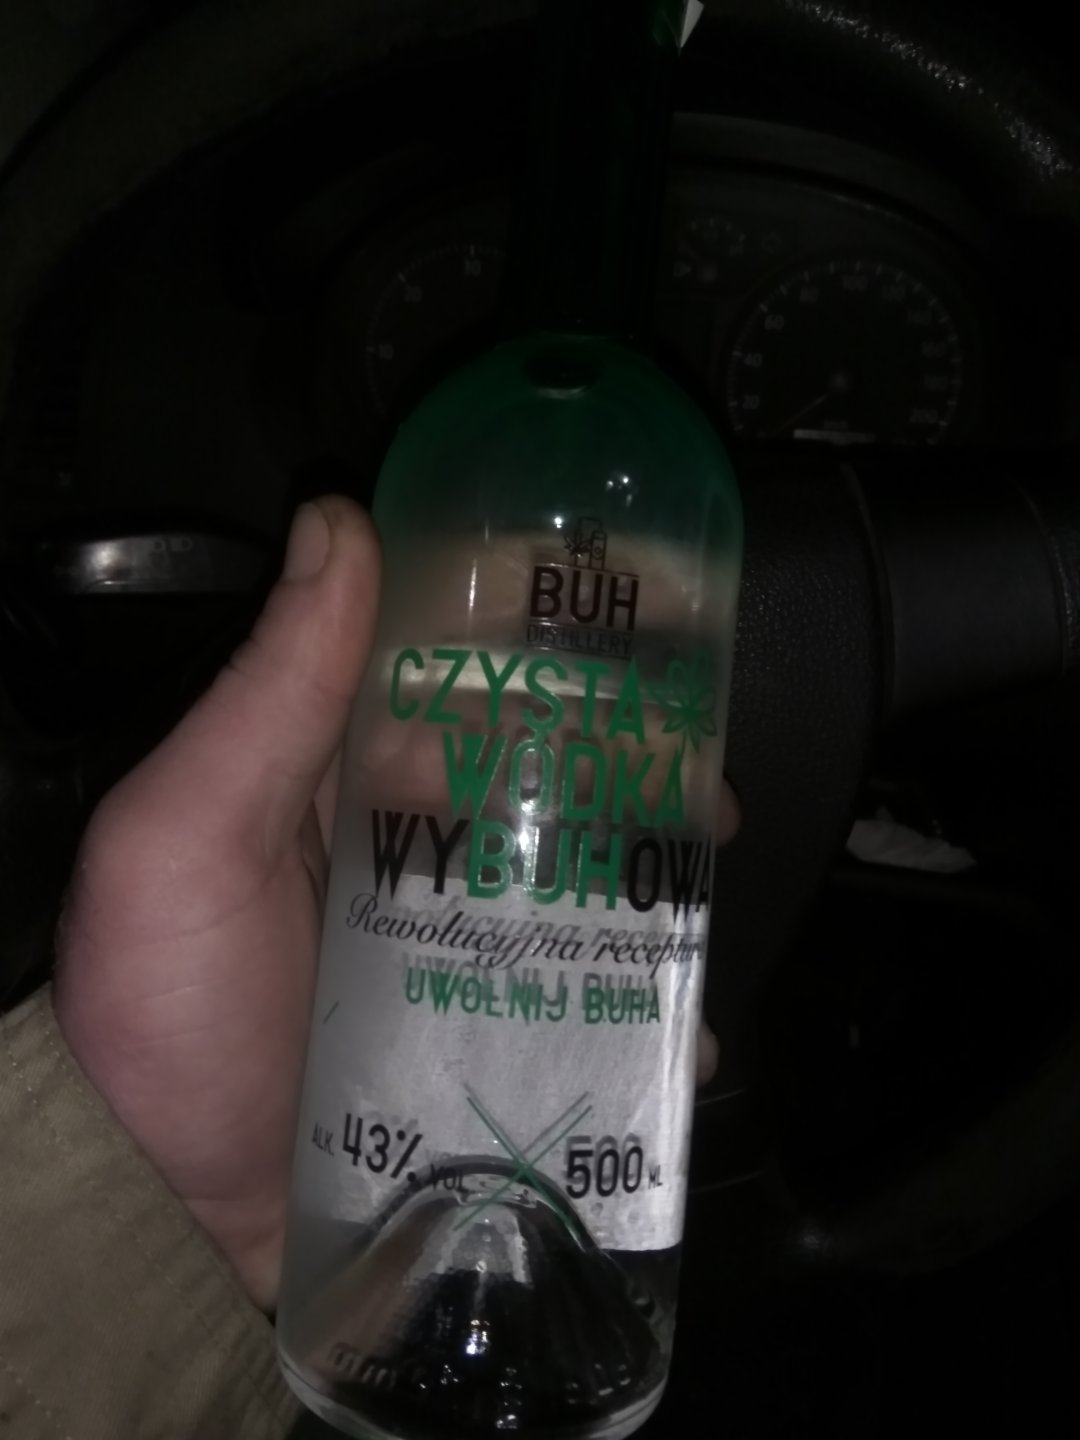 BUH
DISTILLERY
CZYSTA
WÓDKA
WYBUHOWA
Rewolucyjna receptura
UWOLNIJ BUHA
ALK. 43% VOL
500 ML